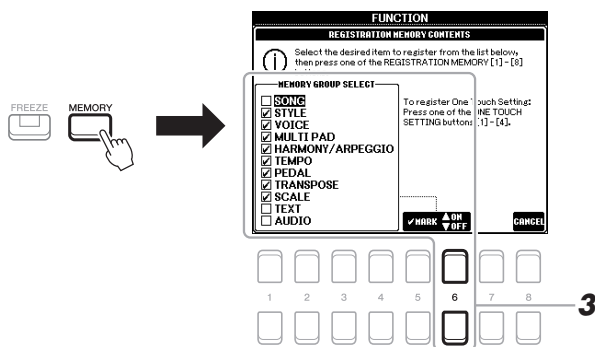 FREEZE
MEMORY
FUNCTION
REGISTRATION MEMORY CONTENTS
Select the desired item to register from the list below,
then press one of the REGISTRATION MEMORY [1]-[8]
MEMORY GROUP SELECT
SONG
STYLE
VOICE
MULTI PAD
HARMONY/ARPEGGIO
TEMPO
PEDAL
TRANSPOSE
SCALE
TEXT
AUDIO
To register One Touch Setting:
Press one of the ONE TOUCH
SETTING buttons [1]-[4].
MARK ▲ON
▼OFF
CANCEL
1 2 3 4 5 6 7 8
3